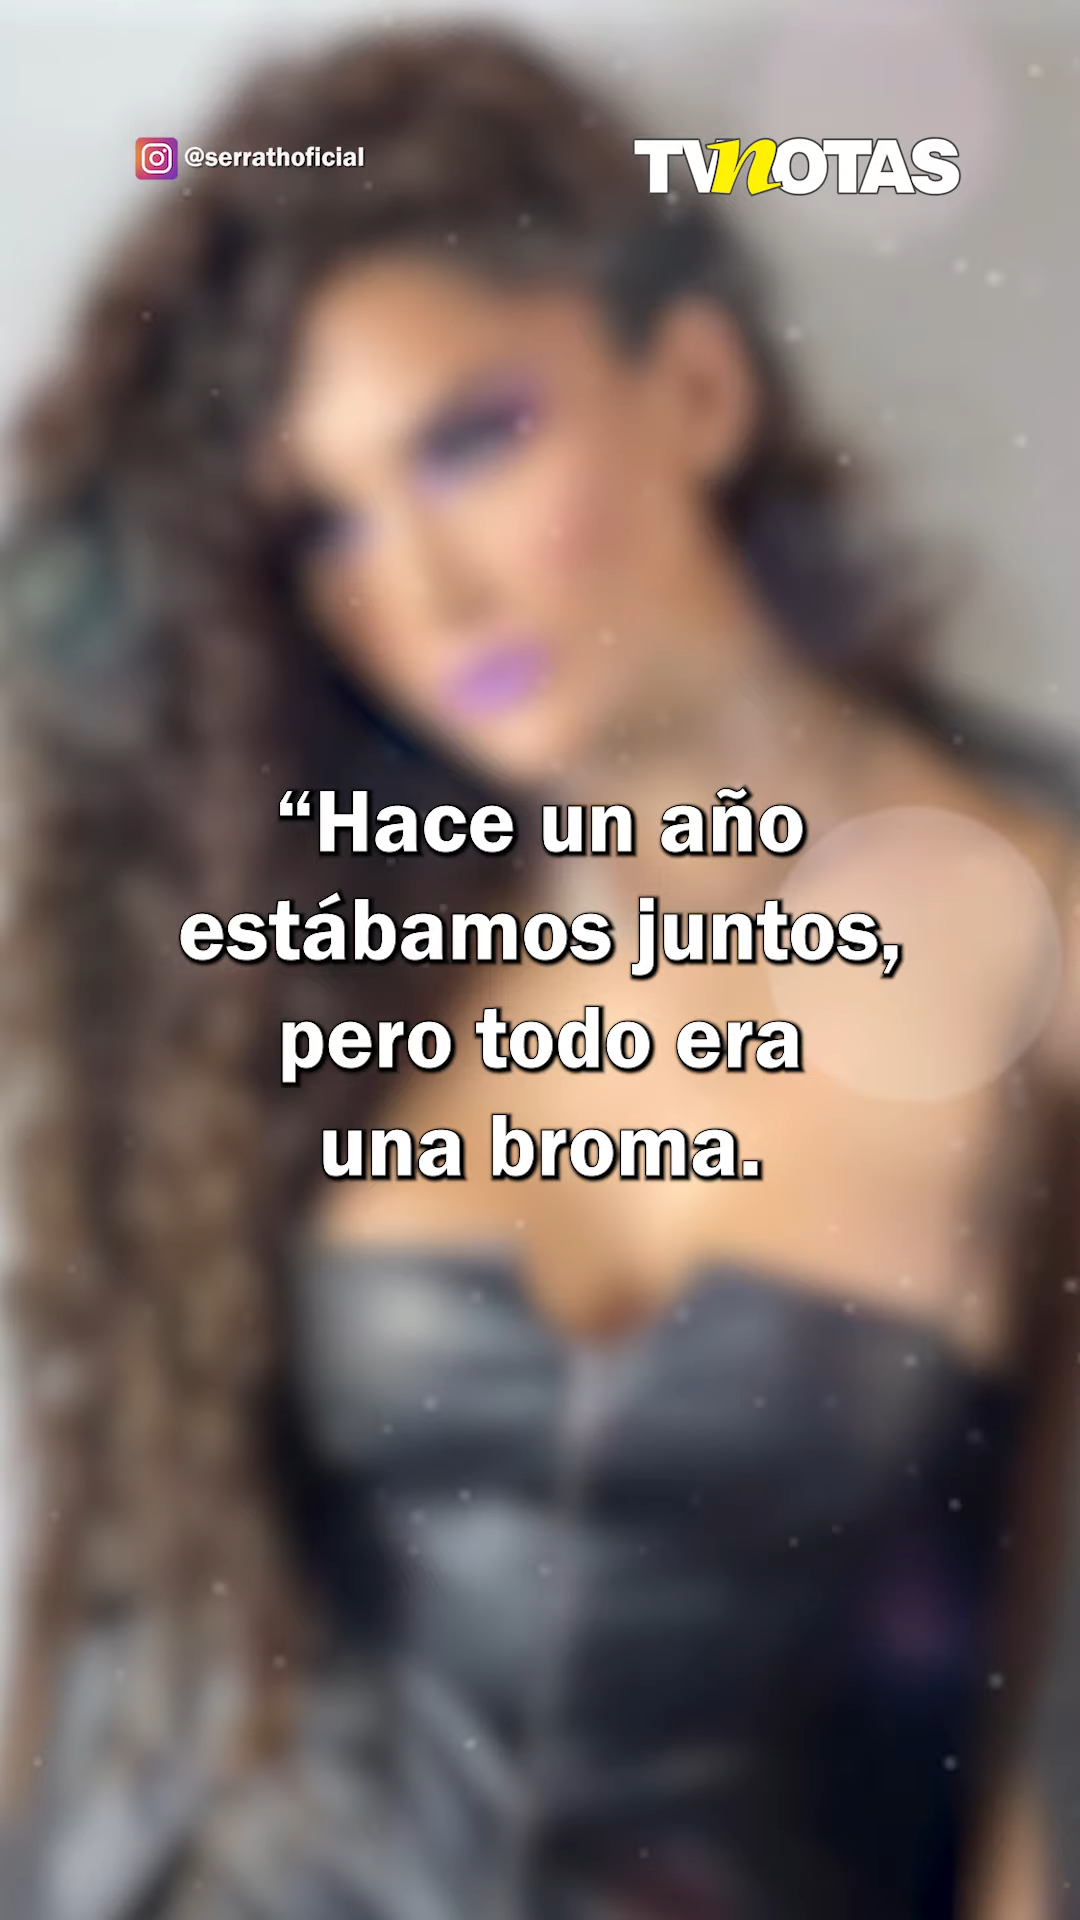 @serrathoficial
TVnOTAS
“Hace un año
estábamos juntos,
pero todo era
una broma.